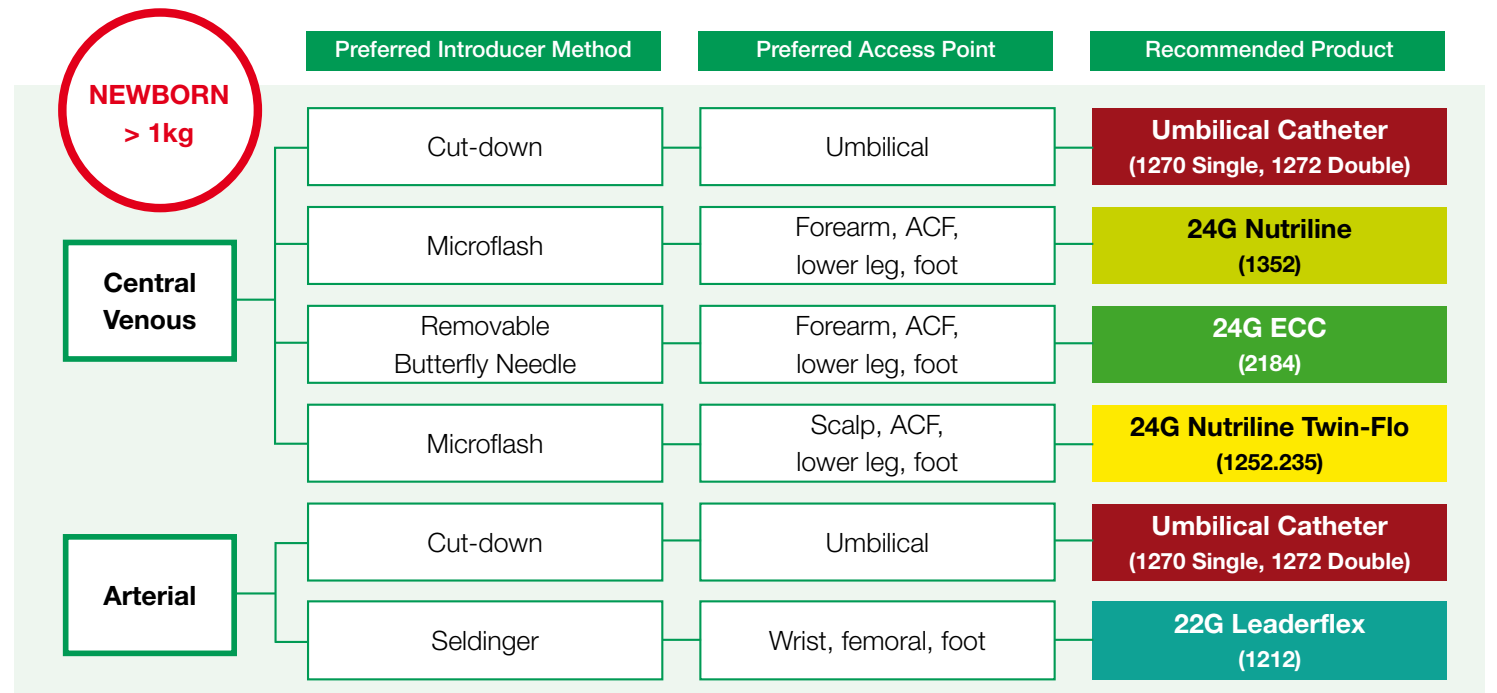 NEWBORN
> 1kg
Preferred Introducer Method
Preferred Access Point
Recommended Product
Central
Venous
Cut-down
Umbilical
Umbilical Catheter
(1270 Single, 1272 Double)
Microflash
Forearm, ACF,
lower leg, foot
24G Nutriline
(1352)
Removable
Butterfly Needle
Forearm, ACF,
lower leg, foot
24G ECC
(2184)
Microflash
Scalp, ACF,
lower leg, foot
24G Nutriline Twin-Flo
(1252.235)
Arterial
Cut-down
Umbilical
Umbilical Catheter
(1270 Single, 1272 Double)
Seldinger
Wrist, femoral, foot
22G Leaderflex
(1212)